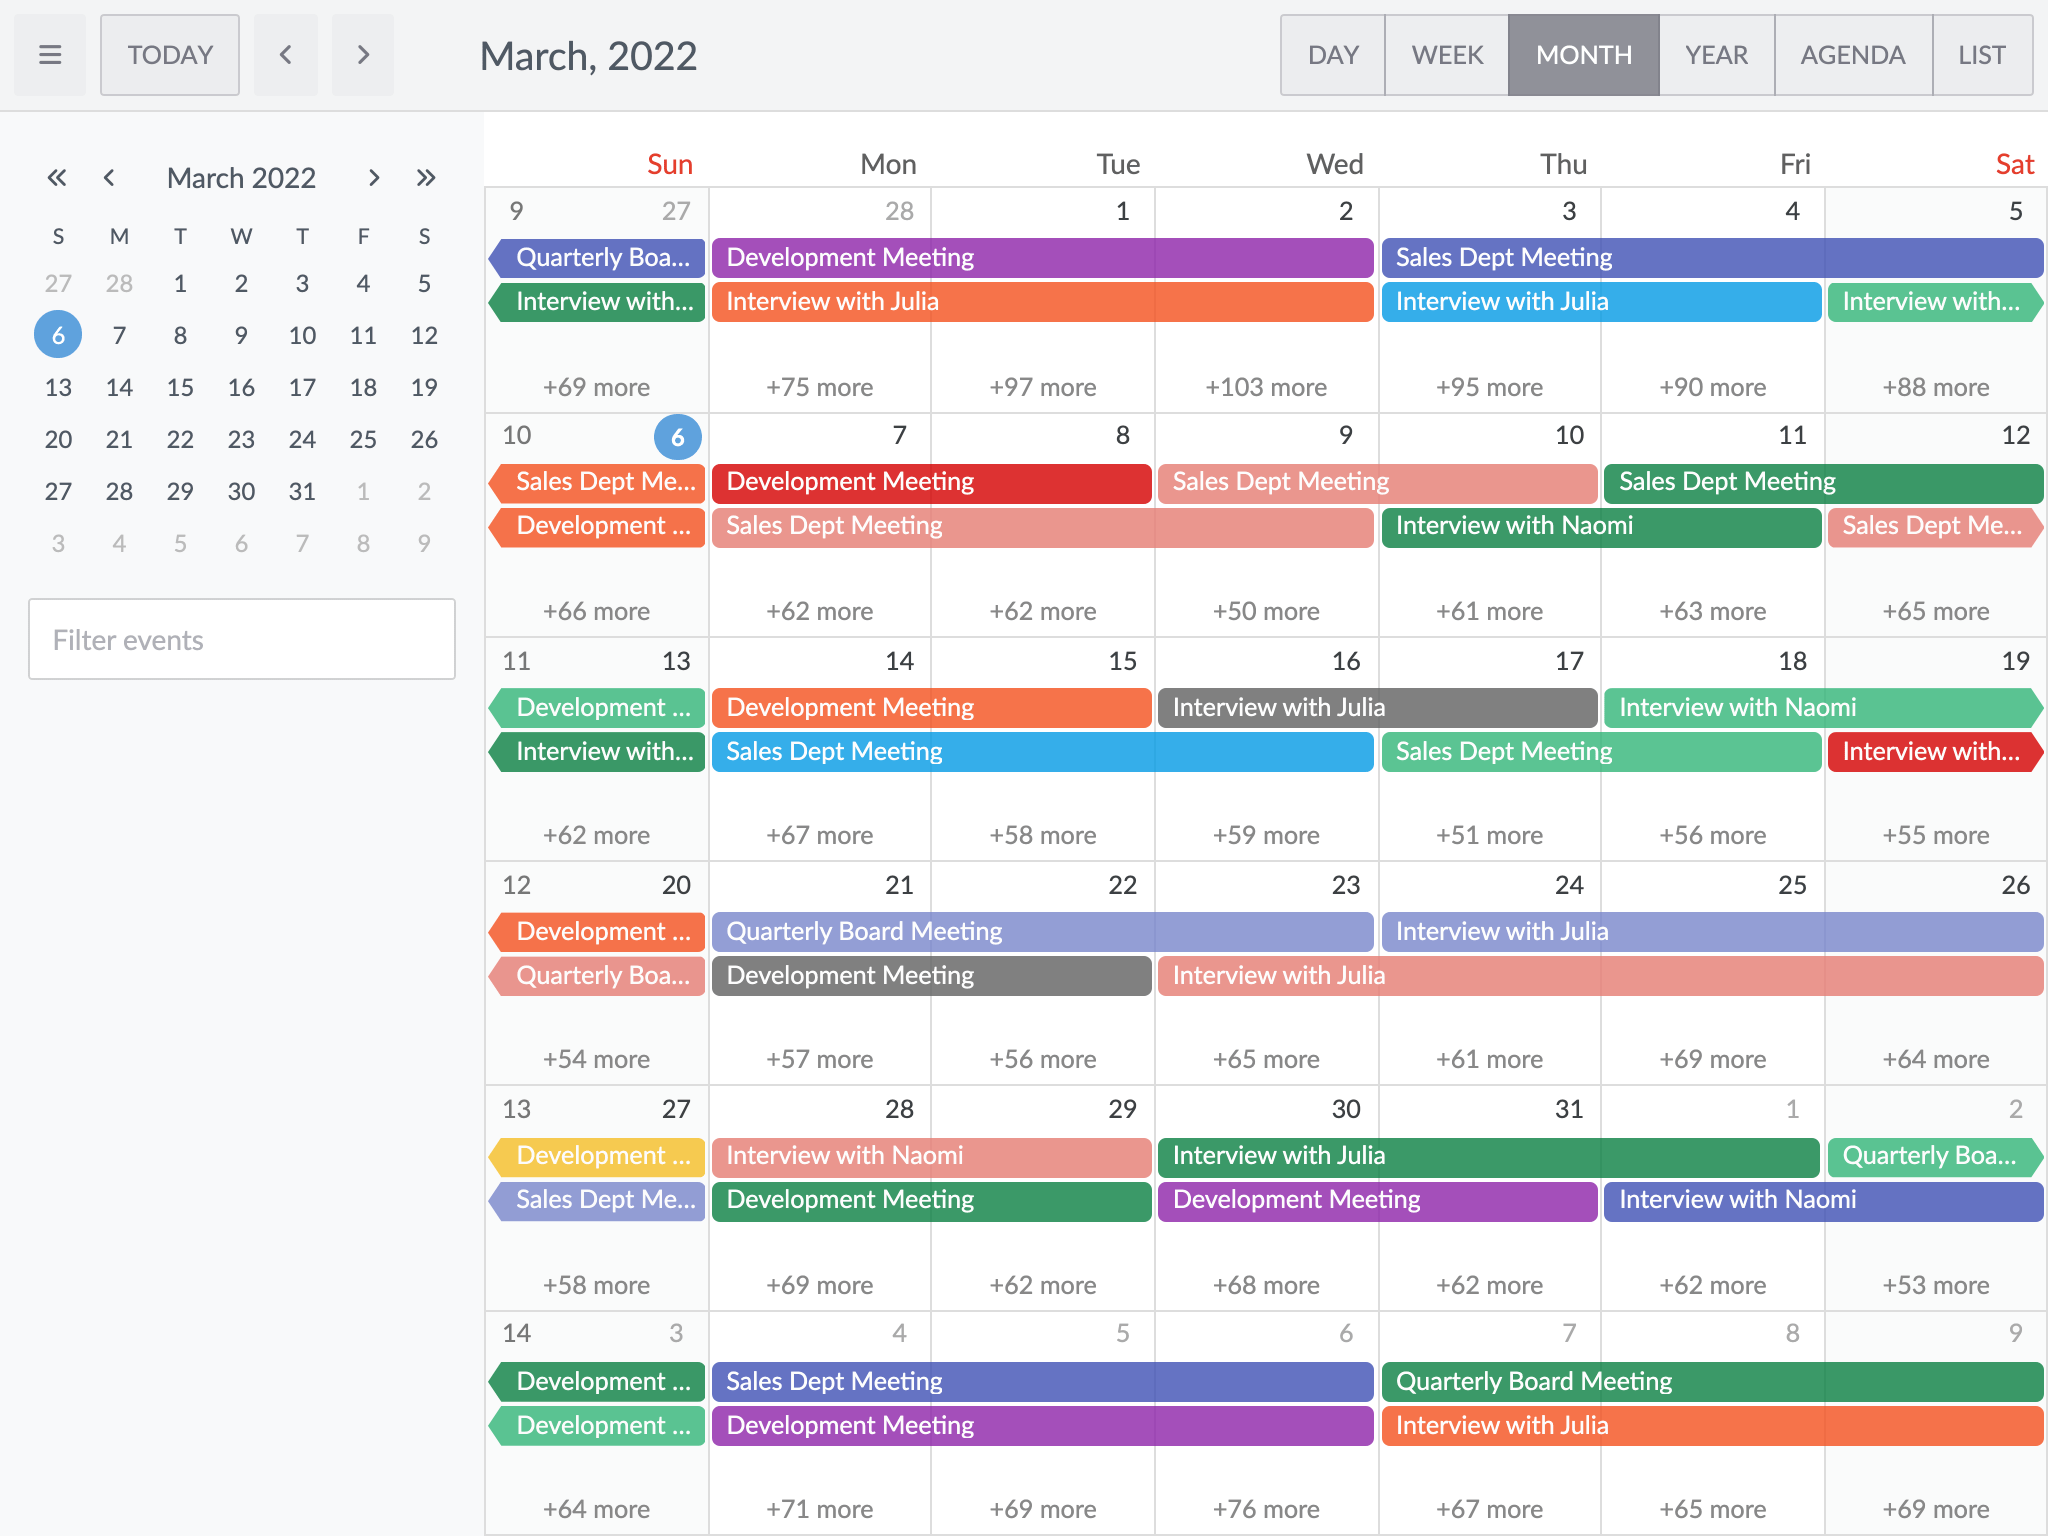 TODAY
March, 2022
DAY WEEK MONTH YEAR AGENDA LIST
March 2022
S M T W T F S
27 28 1 2 3 4 5
6 7 8 9 10 11 12
13 14 15 16 17 18 19
20 21 22 23 24 25 26
27 28 29 30 31 1 2
3 4 5 6 7 8 9
Filter events
Sun Mon Tue Wed Thu Fri Sat
9 27 28 1 2 3 4 5
Quarterly Boa... Development Meeting Sales Dept Meeting
Interview with... Interview with Julia Interview with Julia Interview with...
+69 more +75 more +97 more +103 more +95 more +90 more +88 more
10 6 7 8 9 10 11 12
Sales Dept Me... Development Meeting Sales Dept Meeting Sales Dept Meeting
Development ... Sales Dept Meeting Interview with Naomi Sales Dept Me...
+66 more +62 more +62 more +50 more +61 more +63 more +65 more
11 13 14 15 16 17 18 19
Development ... Development Meeting Interview with Julia Interview with Naomi
Interview with... Sales Dept Meeting Sales Dept Meeting Interview with...
+62 more +67 more +58 more +59 more +51 more +56 more +55 more
12 20 21 22 23 24 25 26
Development ... Quarterly Board Meeting Interview with Julia
Quarterly Boa... Development Meeting Interview with Julia
+54 more +57 more +56 more +65 more +61 more +69 more +64 more
13 27 28 29 30 31 1 2
Development ... Interview with Naomi Interview with Julia Quarterly Boa...
Sales Dept Me... Development Meeting Development Meeting Interview with Naomi
+58 more +69 more +62 more +68 more +62 more +62 more +53 more
14 3 4 5 6 7 8 9
Development ... Sales Dept Meeting Quarterly Board Meeting
Development ... Development Meeting Interview with Julia
+64 more +71 more +69 more +76 more +67 more +65 more +69 more